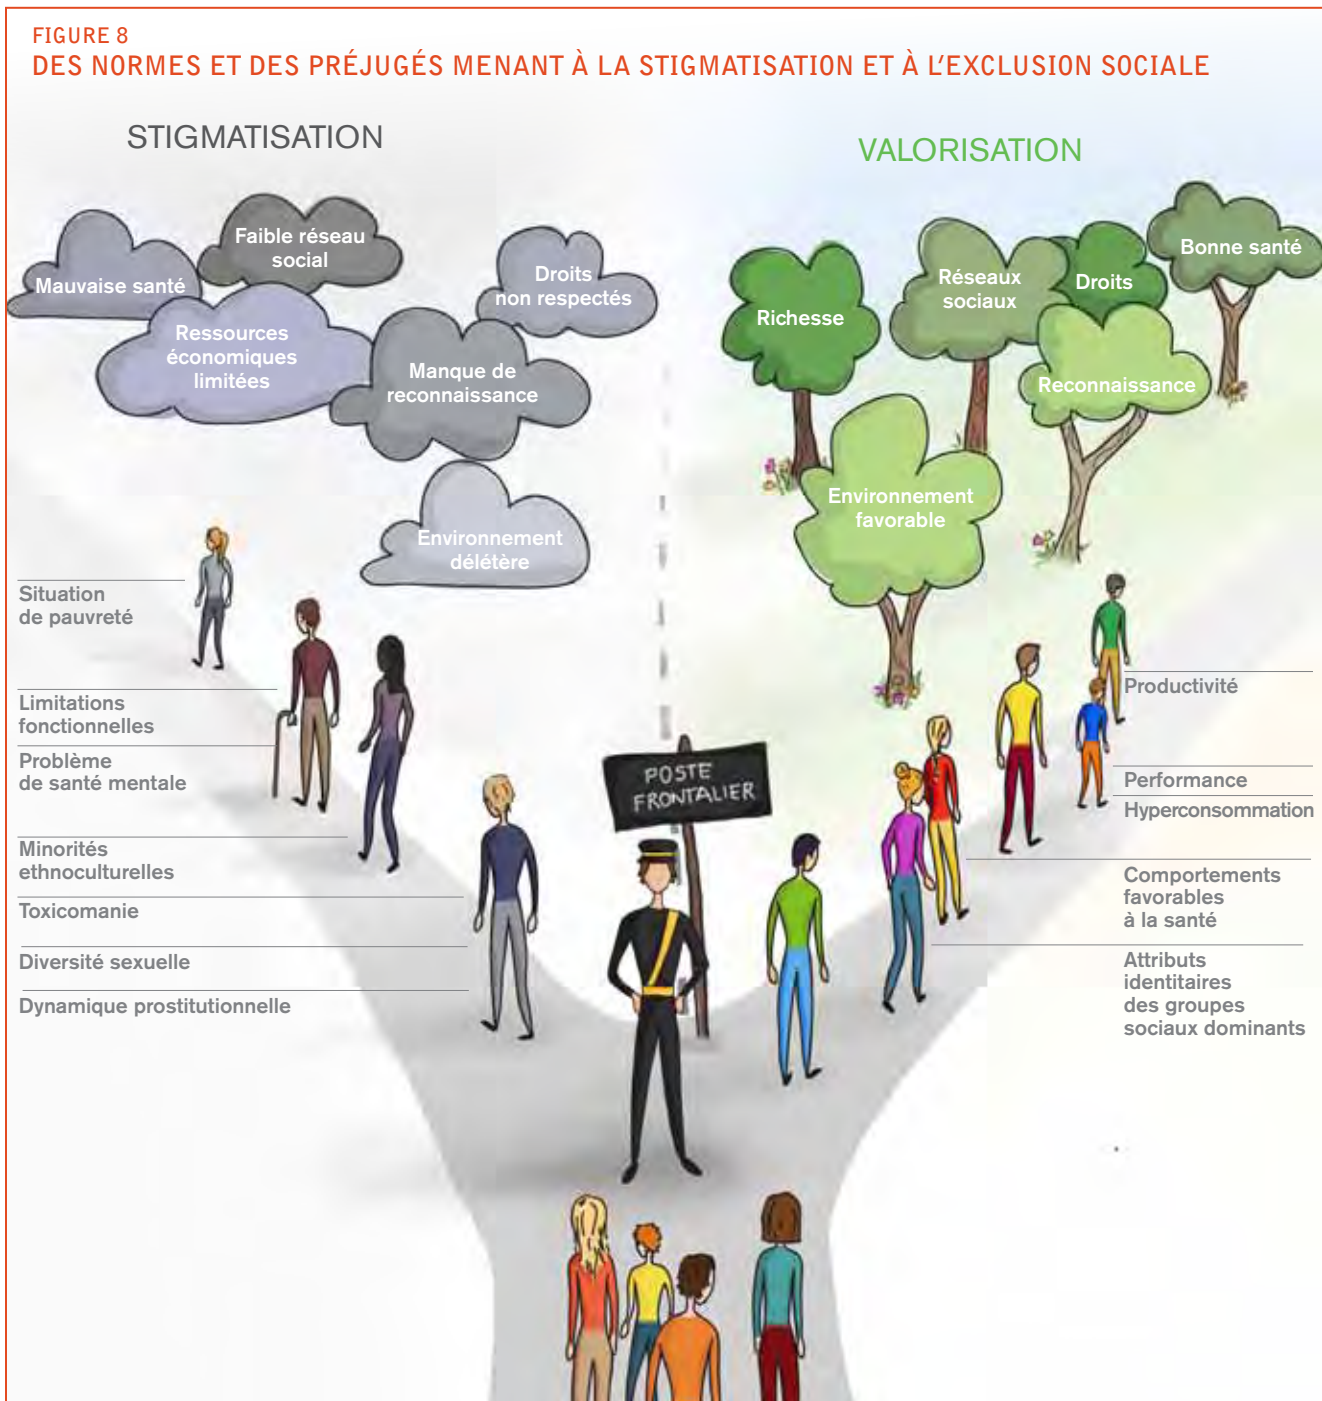 FIGURE 8
DES NORMES ET DES PRÉJUGÉS MENANT À LA STIGMATISATION ET À L'EXCLUSION SOCIALE
STIGMATISATION
Mauvaise santé
Faible réseau
social
Droits
non respectés
Ressources
économiques
limitées
Manque de
reconnaissance
Environnement
délétère
VALORISATION
Richesse
Réseaux
sociaux
Droits
Bonne santé
Reconnaissance
Environnement
favorable
Situation
de pauvreté
Limitations
fonctionnelles
Problème
de santé mentale
Minorités
ethnoculturelles
Toxicomanie
Diversité sexuelle
Dynamique prostitutionnelle
POSTE
FRONTALIER
Productivité
Performance
Hyperconsommation
Comportements
favorables
à la santé
Attributs
identitaires
des groupes
sociaux dominants